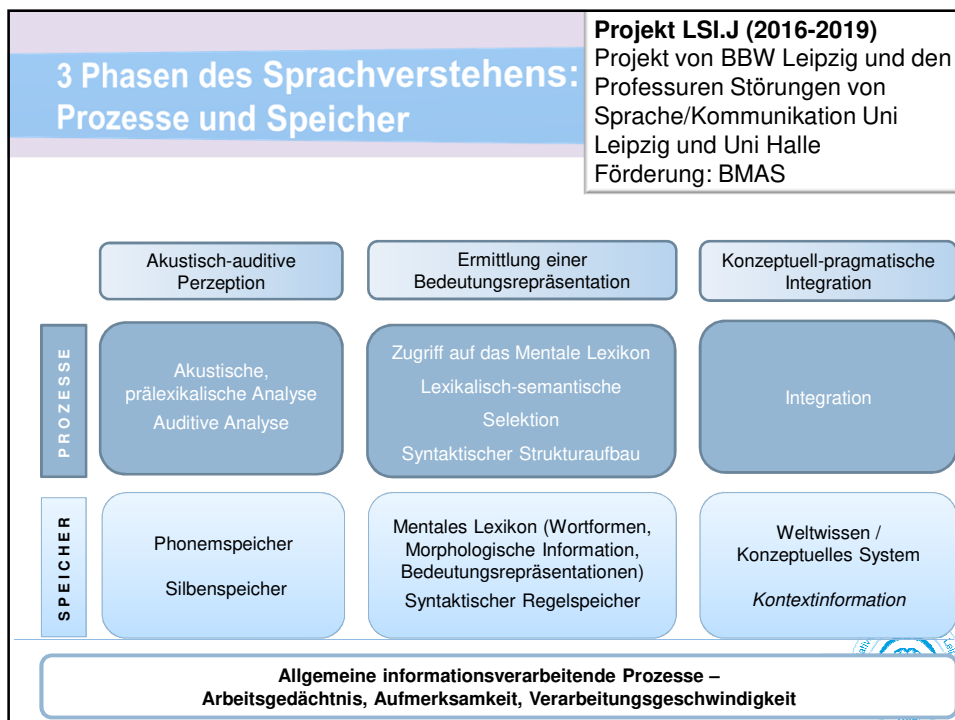 3 Phasen des Sprachverstehens:
Prozesse und Speicher
Projekt LSI.J (2016-2019)
Projekt von BBW Leipzig und den
Professuren Störungen von
Sprache/Kommunikation Uni
Leipzig und Uni Halle
Förderung: BMAS
Akustisch-auditive
Perzeption
Ermittlung einer
Bedeutungsrepräsentation
Konzeptuell-pragmatische
Integration
PROZESSE
Akustische,
prälexikalische Analyse
Auditive Analyse
Zugriff auf das Mentale Lexikon
Lexikalisch-semantische
Selektion
Syntaktischer Strukturaufbau
Integration
SPEICHER
Phonemspeicher
Silbenspeicher
Mentales Lexikon (Wortformen,
Morphologische Information,
Bedeutungsrepräsentationen)
Syntaktischer Regelspeicher
Weltwissen /
Konzeptuelles System
Kontextinformation
Allgemeine informationsverarbeitende Prozesse –
Arbeitsgedächtnis, Aufmerksamkeit, Verarbeitungsgeschwindigkeit